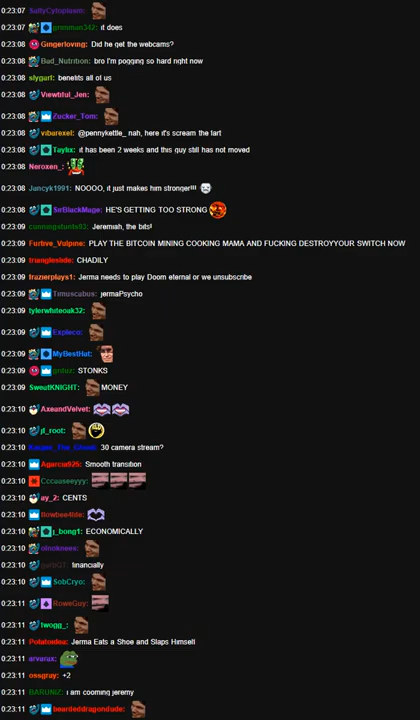 0:23:07 SaltyCytoplasm:
0:23:07 grimman342: it does
0:23:08 Gingerloving: Did he get the webcams?
0:23:08 Bad_Nutrition: bro I'm pogging so hard right now
0:23:08 slygarl: benefits all of us
0:23:08 Viewtiful_Jen:
0:23:08 Zucker_Tom:
0:23:08 vibarexel: @pennykettle_ nah, here it's scream the fart
0:23:08 Taylix: it has been 2 weeks and this guy still has not moved
0:23:08 Neroxen_:
0:23:08 Juncyk1991: NOOOO, it just makes him stronger!!!
0:23:08 SirBlackMage: HE'S GETTING TOO STRONG
0:23:09 cunningstunts83: Jeremiah, the bits!
0:23:09 Furtive_Vulpine: PLAY THE BITCOIN MINING COOKING MAMA AND FUCKING DESTROYYOUR SWITCH NOW
0:23:09 triangleslide: CHADILY
0:23:09 frazierplays1: Jerma needs to play Doom eternal or we unsubscribe
0:23:09 Timuscabus: jermaPsycho
0:23:09 tylerwhiteoak32:
0:23:09 Expleco:
0:23:09 MyBestHat:
0:23:09 STONKS
0:23:09 SweatKNIGHT: MONEY
0:23:10 AxeandVelvet:
0:23:10 jl_root:
0:23:10 30 camera stream?
0:23:10 Agarcia925: Smooth transition
0:23:10 Cccauseeyyy:
0:23:10 ay_2: CENTS
0:23:10 flowbee4life:
0:23:10 j_bong1: ECONOMICALLY
0:23:10 olnoknees:
0:23:10 financially
0:23:10 SobCryo:
0:23:11 RoweGuy:
0:23:11 twogg_:
0:23:11 Potatoelea: Jerma Eats a Shoe and Slaps Himself
0:23:11 arvarux:
0:23:11 ossgray: +2
0:23:11 BARUNIZ: i am cooming jeremy
0:23:11 beardeddragondude: